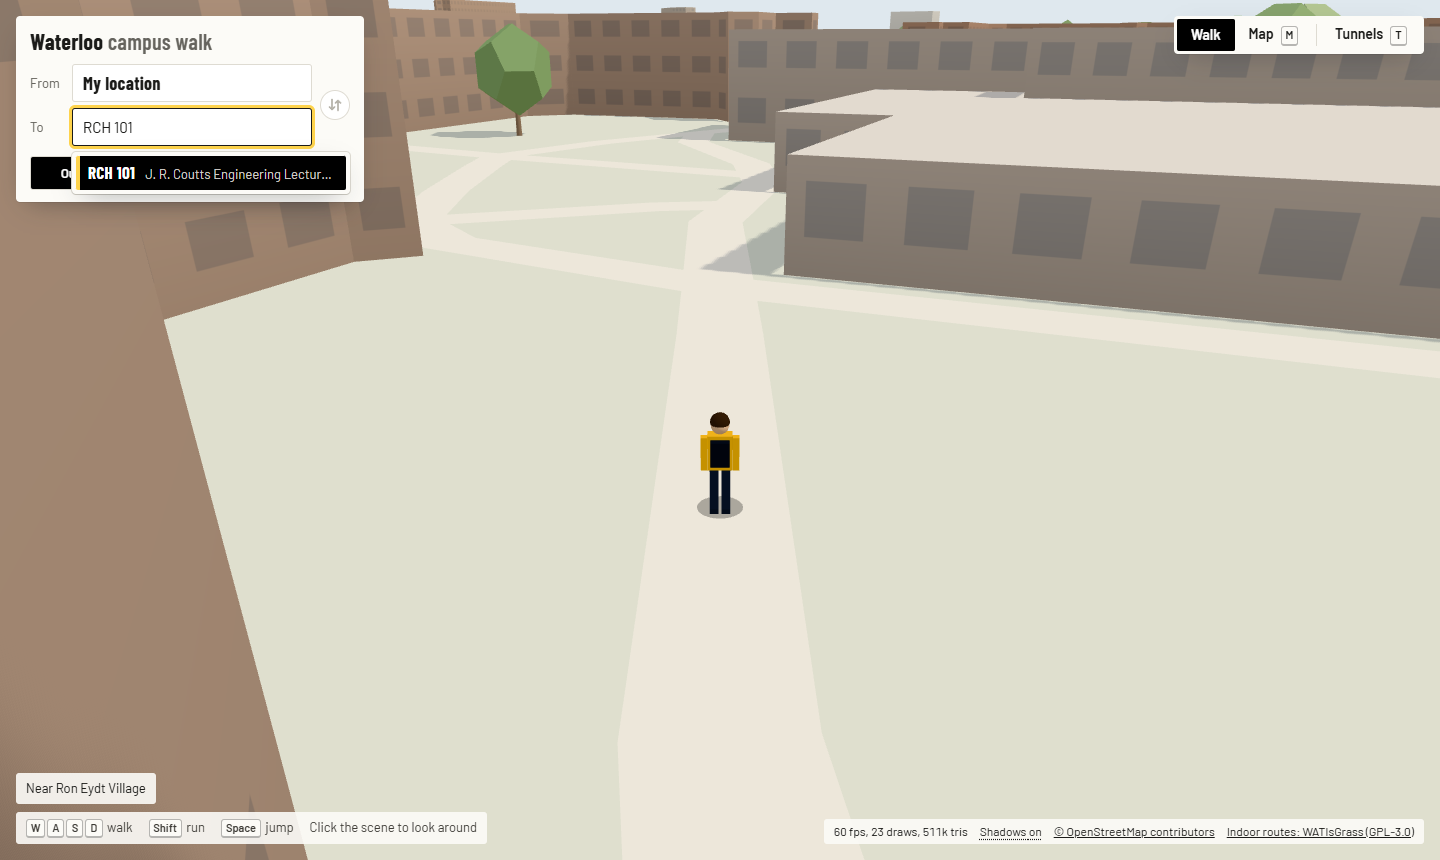 Waterloo campus walk
From My location
To RCH 101
RCH 101 J. R. Coutts Engineering Lectur...
Walk Map M Tunnels T
Near Ron Eydt Village
W A S D walk Shift run Space jump Click the scene to look around
60 fps, 23 draws, 511k tris Shadows on © OpenStreetMap contributors Indoor routes: WATIsGrass (GPL-3.0)